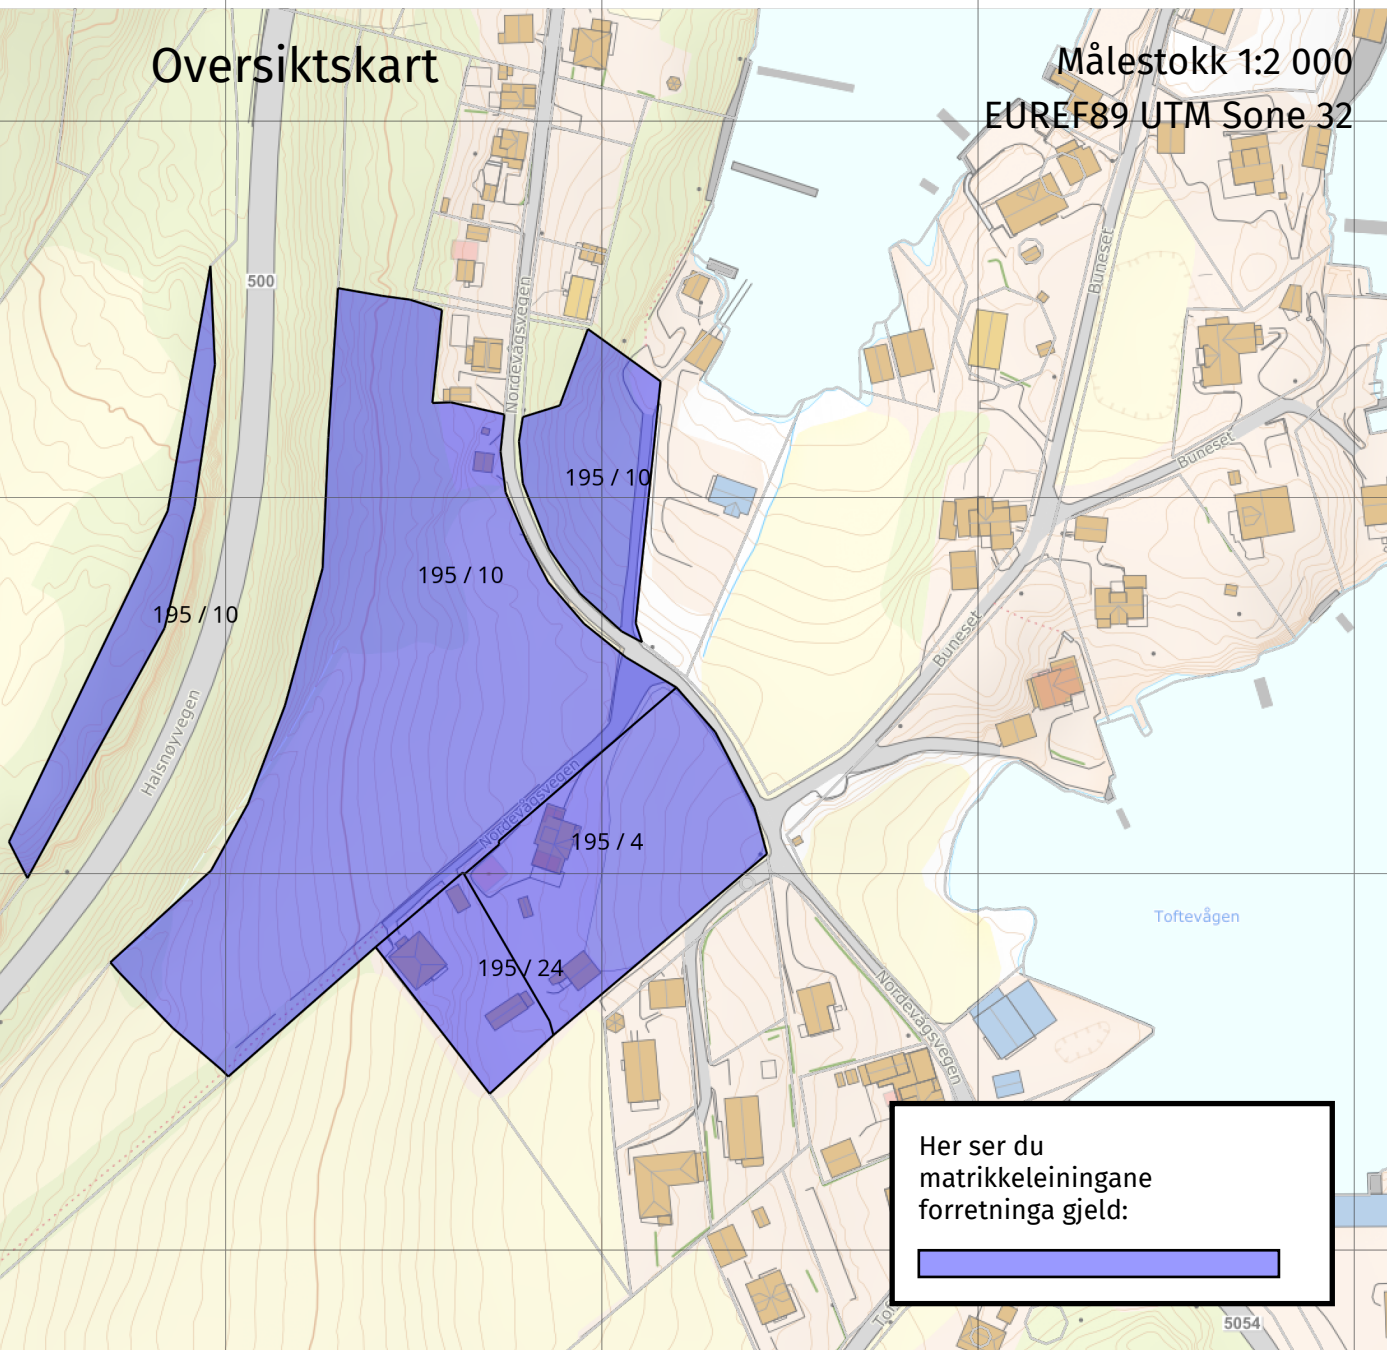 Oversiktskart
Målestokk 1:2 000
EUREF89 UTM Sone 32
500
Buneset
Nordevågsvegen
Buneset
195 / 10
195 / 10
195 / 10
Buneset
Halsnøyvegen
Nordevågsvegen
195 / 4
Toftevågen
195 / 24
Nordevågsvegen
Her ser du
matrikkeleiningane
forretninga gjeld:
5054